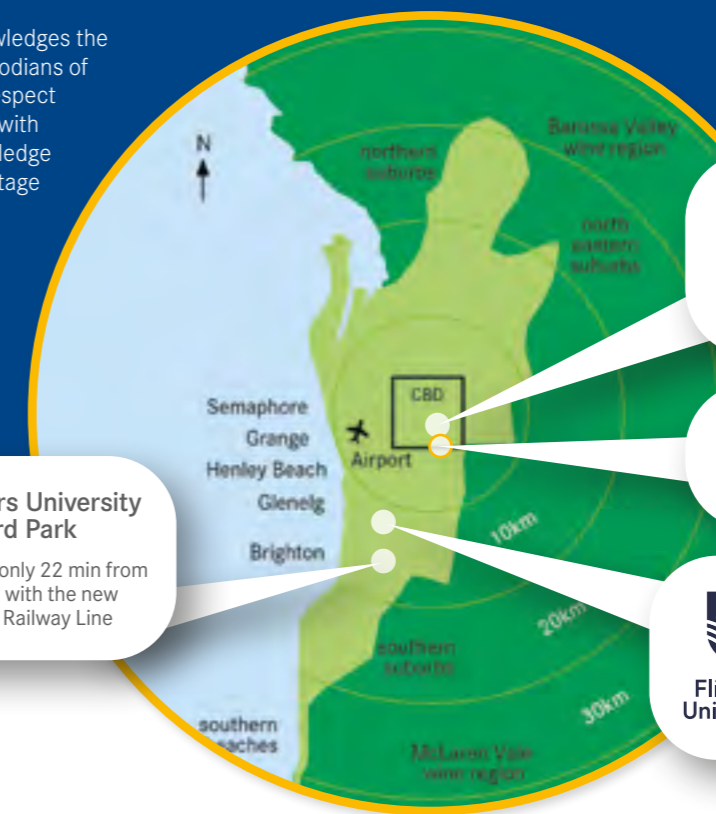 wledges the
odians of
spect
with
ledge
tage
N
northern
suburbs
Barossa Valley
wine region
north
eastern
suburbs
CBD
Semaphore
Grange
Henley Beach
Glenelg
Brighton
Airport
10km
20km
30km
rs University
rd Park
only 22 min from
with the new
Railway Line
southern
suburbs
southern
eaches
McLaren Vale
wine region
Fli
Uni